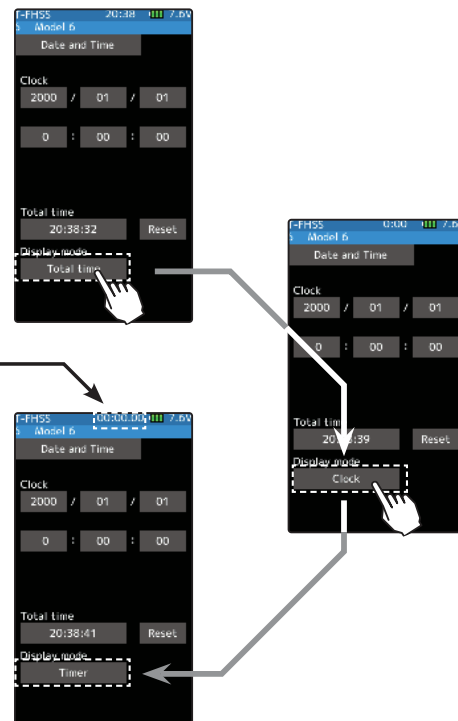 T-FHSS 20:38 7.6V
6 Model 6
Date and Time
Clock
2000 / 01 / 01
0 : 00 : 00
Total time
20:38:32 Reset
Display mode
Total time
T-FHSS 0:00 7.6
Model 6
Date and Time
Clock
2000 / 01 / 01
0 : 00 : 00
Total time
:39 Reset
Display mode
Clock
T-FHSS 00:00.00 7.6V
Model 6
Date and Time
Clock
2000 / 01 / 01
0 : 00 : 00
Total time
20:38:41 Reset
Display mode
Timer